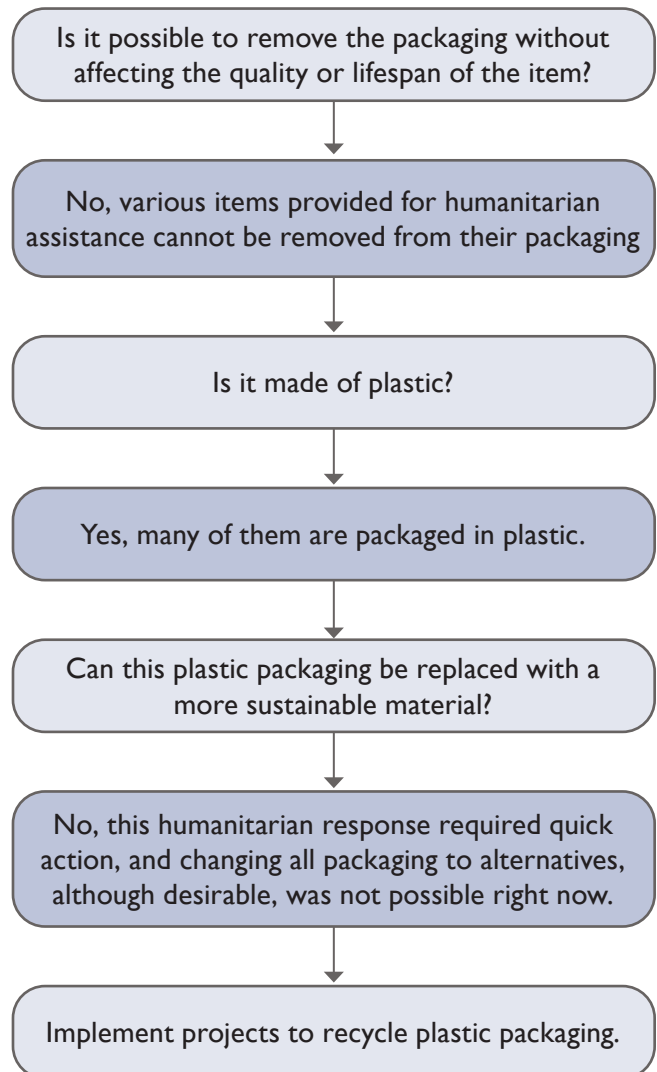 Is it possible to remove the packaging without
affecting the quality or lifespan of the item?
No, various items provided for humanitarian
assistance cannot be removed from their packaging
Is it made of plastic?
Yes, many of them are packaged in plastic.
Can this plastic packaging be replaced with a
more sustainable material?
No, this humanitarian response required quick
action, and changing all packaging to alternatives,
although desirable, was not possible right now.
Implement projects to recycle plastic packaging.